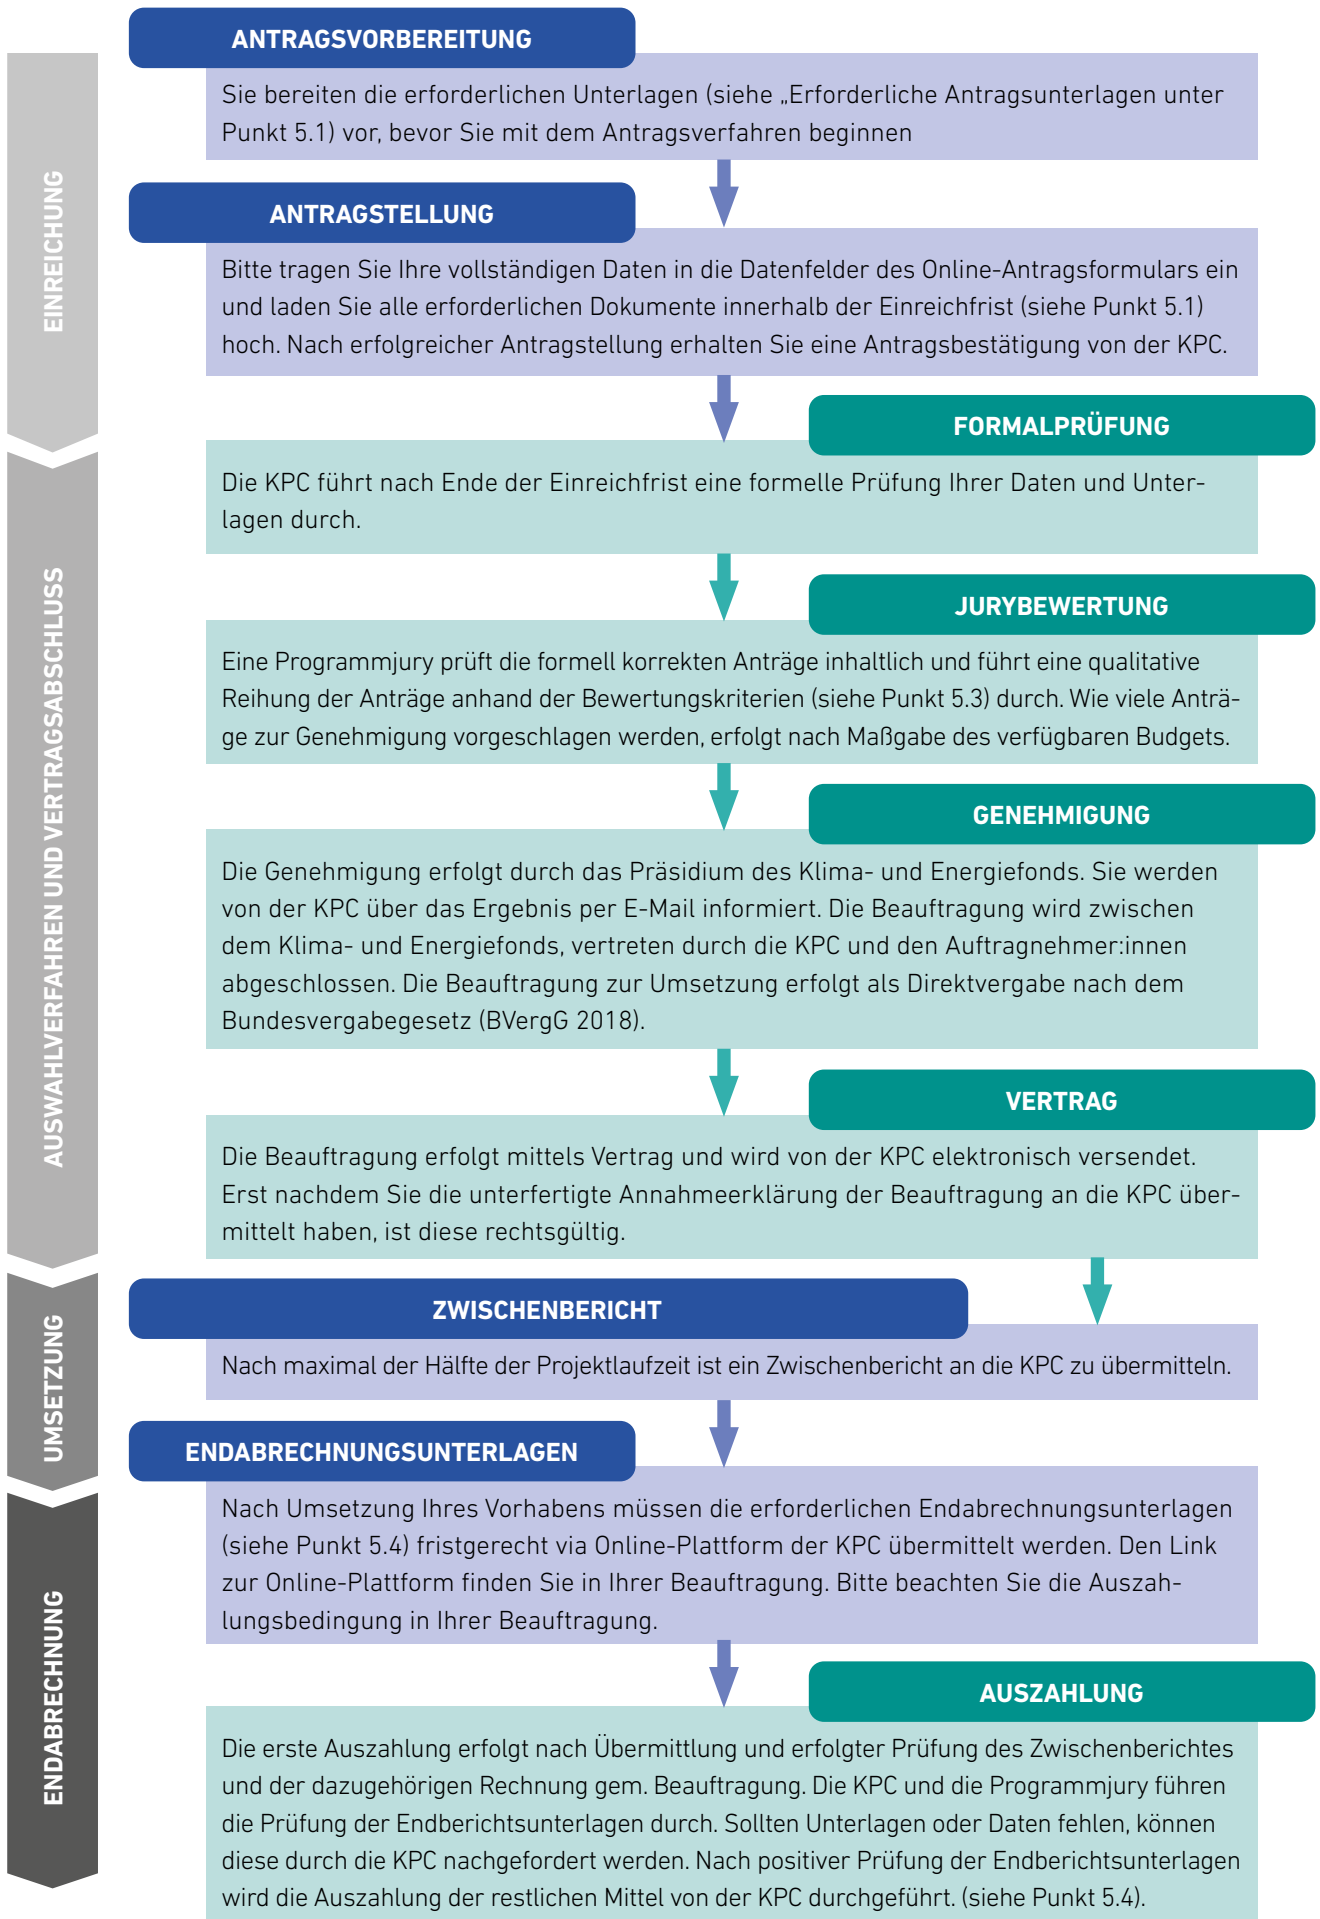 ANTRAGSVORBEREITUNG
Sie bereiten die erforderlichen Unterlagen (siehe „Erforderliche Antragsunterlagen unter
Punkt 5.1) vor, bevor Sie mit dem Antragsverfahren beginnen
EINREICHUNG
ANTRAGSTELLUNG
Bitte tragen Sie Ihre vollständigen Daten in die Datenfelder des Online-Antragsformulars ein
und laden Sie alle erforderlichen Dokumente innerhalb der Einreichfrist (siehe Punkt 5.1)
hoch. Nach erfolgreicher Antragstellung erhalten Sie eine Antragsbestätigung von der KPC.
FORMALPRÜFUNG
Die KPC führt nach Ende der Einreichfrist eine formelle Prüfung Ihrer Daten und Unter-
lagen durch.
JURYBEWERTUNG
Eine Programmjury prüft die formell korrekten Anträge inhaltlich und führt eine qualitative
Reihung der Anträge anhand der Bewertungskriterien (siehe Punkt 5.3) durch. Wie viele Anträ-
ge zur Genehmigung vorgeschlagen werden, erfolgt nach Maßgabe des verfügbaren Budgets.
AUSWAHLVERFAHREN UND VERTRAGSABSCHLUSS
GENEHMIGUNG
Die Genehmigung erfolgt durch das Präsidium des Klima- und Energiefonds. Sie werden
von der KPC über das Ergebnis per E-Mail informiert. Die Beauftragung wird zwischen
dem Klima- und Energiefonds, vertreten durch die KPC und den Auftragnehmer:innen
abgeschlossen. Die Beauftragung zur Umsetzung erfolgt als Direktvergabe nach dem
Bundesvergabegesetz (BVergG 2018).
VERTRAG
Die Beauftragung erfolgt mittels Vertrag und wird von der KPC elektronisch versendet.
Erst nachdem Sie die unterfertigte Annahmeerklärung der Beauftragung an die KPC über-
mittelt haben, ist diese rechtsgültig.
ZWISCHENBERICHT
Nach maximal der Hälfte der Projektlaufzeit ist ein Zwischenbericht an die KPC zu übermitteln.
UMSETZUNG
ENDABRECHNUNGSUNTERLAGEN
Nach Umsetzung Ihres Vorhabens müssen die erforderlichen Endabrechnungsunterlagen
(siehe Punkt 5.4) fristgerecht via Online-Plattform der KPC übermittelt werden. Den Link
zur Online-Plattform finden Sie in Ihrer Beauftragung. Bitte beachten Sie die Auszah-
lungsbedingung in Ihrer Beauftragung.
ENDABRECHNUNG
AUSZAHLUNG
Die erste Auszahlung erfolgt nach Übermittlung und erfolgter Prüfung des Zwischenberichtes
und der dazugehörigen Rechnung gem. Beauftragung. Die KPC und die Programmjury führen
die Prüfung der Endberichtsunterlagen durch. Sollten Unterlagen oder Daten fehlen, können
diese durch die KPC nachgefordert werden. Nach positiver Prüfung der Endberichtsunterlagen
wird die Auszahlung der restlichen Mittel von der KPC durchgeführt. (siehe Punkt 5.4).